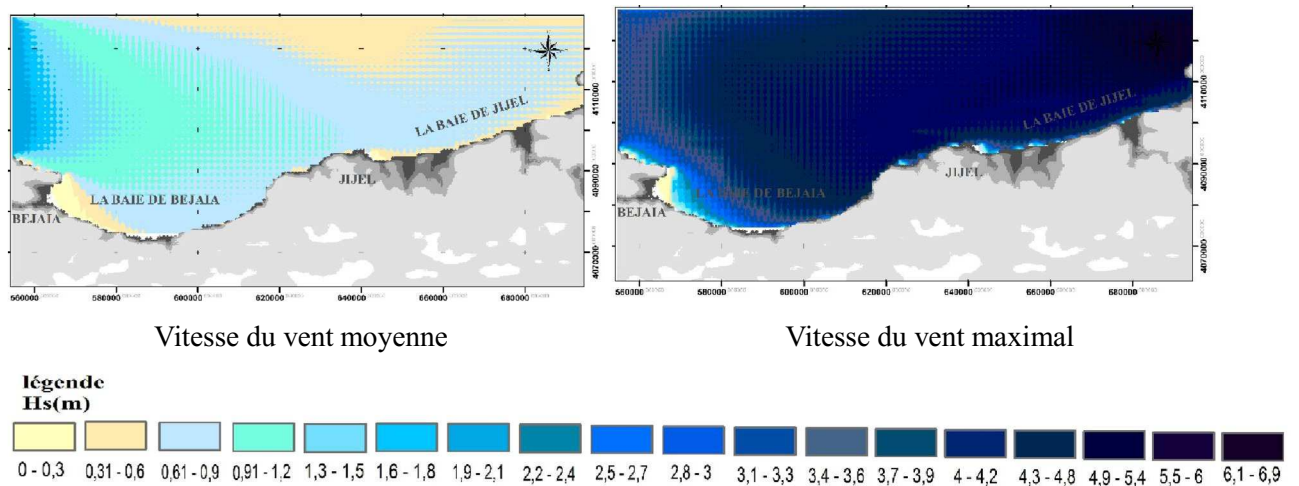 LA BAIE DE JIJEL
LA BAIE DE BEJAIA
JIJEL
BEJAIA
4110000
4090000
4070000
560000 580000 600000 620000 640000 660000 680000
LA BAIE DE JIJEL
LA BAIE DE BEJAIA
JIJEL
BEJAIA
4110000
4090000
4070000
560000 580000 600000 620000 640000 660000 680000
Vitesse du vent moyenne
Vitesse du vent maximal
légende
Hs(m)
0 - 0,3 0,31 - 0,6 0,61 - 0,9 0,91 - 1,2 1,3 - 1,5 1,6 - 1,8 1,9 - 2,1 2,2 - 2,4 2,5 - 2,7 2,8 - 3 3,1 - 3,3 3,4 - 3,6 3,7 - 3,9 4 - 4,2 4,3 - 4,8 4,9 - 5,4 5,5 - 6 6,1 - 6,9